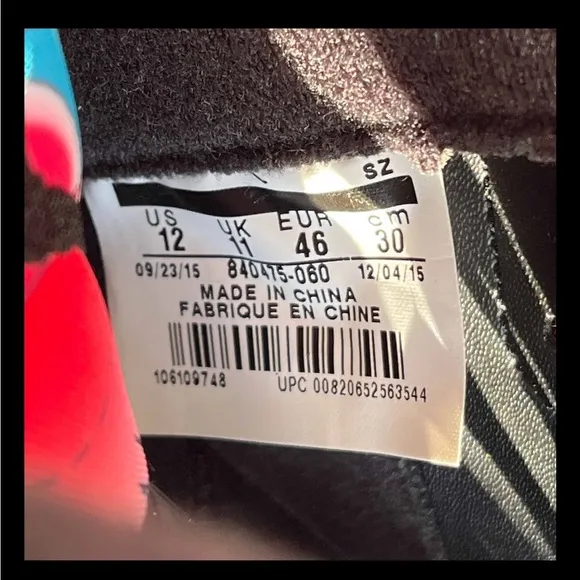 SZ
US UK EUR cm
12 11 46 30
09/23/15 840475-060 12/04/15
MADE IN CHINA
FABRIQUE EN CHINE
106109748 UPC 00820652563544